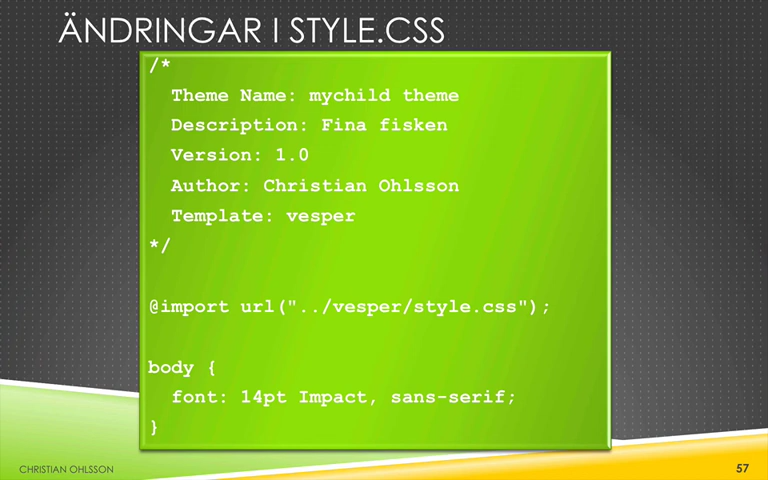 ÄNDRINGAR I STYLE.CSS
/*
Theme Name: mychild theme
Description: Fina fisken
Version: 1.0
Author: Christian Ohlsson
Template: vesper
*/
@import url("../vesper/style.css");
body {
font: 14pt Impact, sans-serif;
}
CHRISTIAN OHLSSON
57